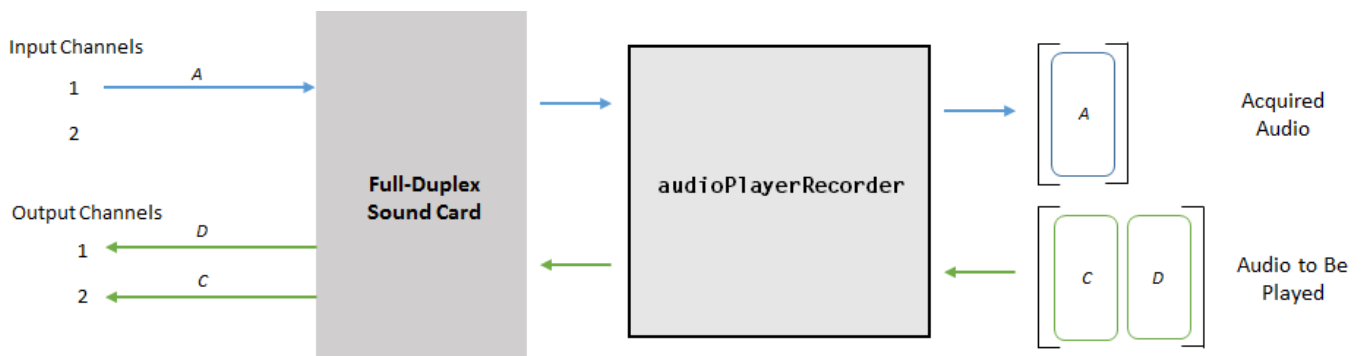 Input Channels
1
A
2
Output Channels
1
D
2
C
Full-Duplex
Sound Card
audioPlayerRecorder
A
Acquired
Audio
C D
Audio to Be
Played